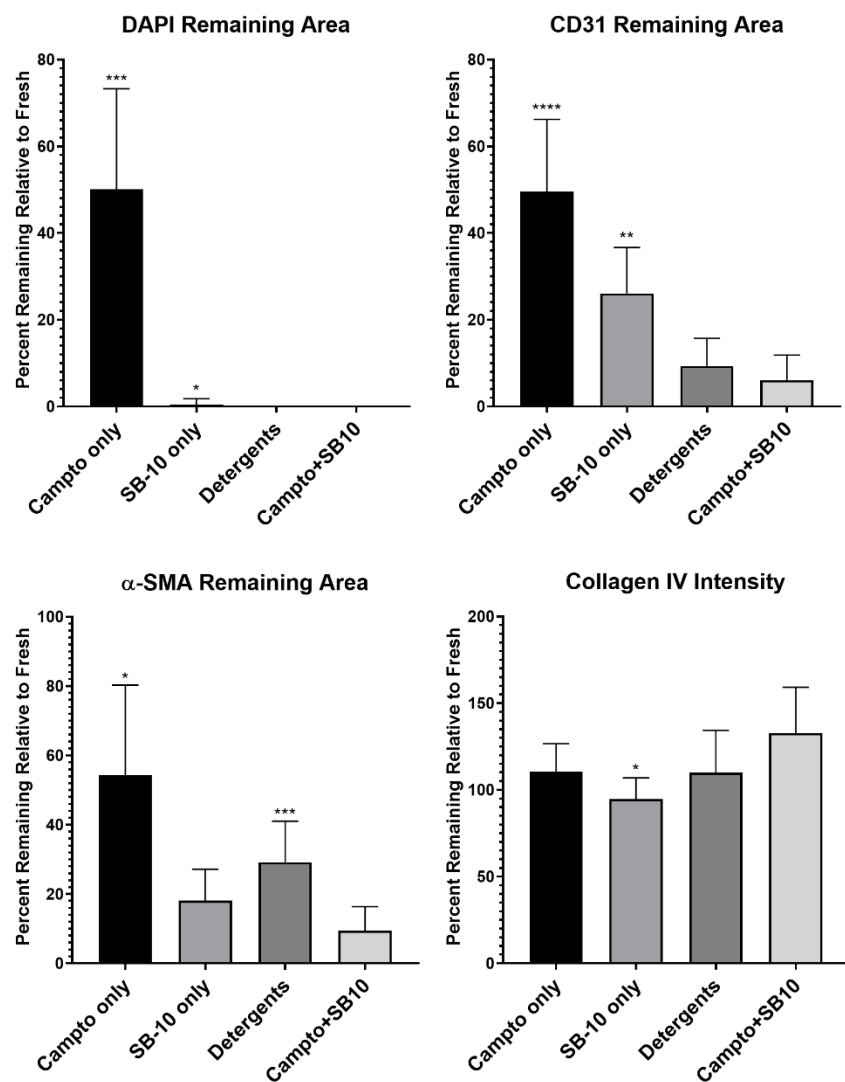 DAPI Remaining Area
Percent Remaining Relative to Fresh
80
60
40
20
0
***
*
Campto only
SB-10 only
Detergents
Campto+SB10
CD31 Remaining Area
Percent Remaining Relative to Fresh
80
60
40
20
0
****
**
Campto only
SB-10 only
Detergents
Campto+SB10
α-SMA Remaining Area
Percent Remaining Relative to Fresh
100
80
60
40
20
0
*
***
Campto only
SB-10 only
Detergents
Campto+SB10
Collagen IV Intensity
Percent Remaining Relative to Fresh
200
150
100
50
0
*
Campto only
SB-10 only
Detergents
Campto+SB10